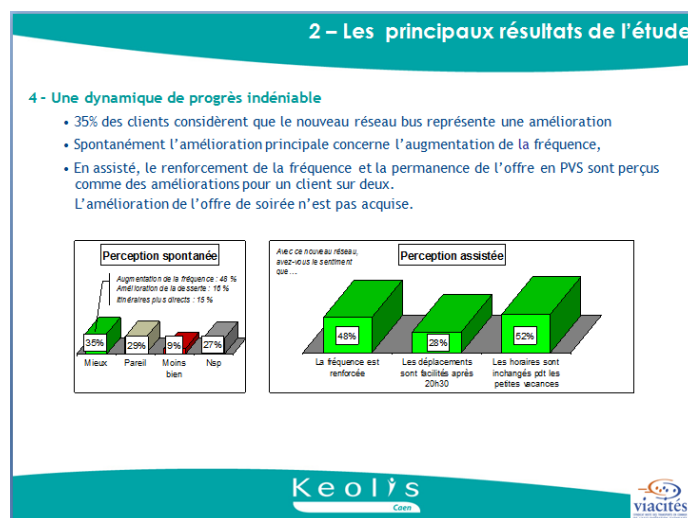 2 – Les principaux résultats de l'étude
4 - Une dynamique de progrès indéniable
• 35% des clients considèrent que le nouveau réseau bus représente une amélioration
• Spontanément l'amélioration principale concerne l'augmentation de la fréquence,
• En assisté, le renforcement de la fréquence et la permanence de l'offre en PVS sont perçus
comme des améliorations pour un client sur deux.
L'amélioration de l'offre de soirée n'est pas acquise.
Perception spontanée
Augmentation de la fréquence : 48 %
Amélioration de la desserte : 16 %
Itinéraires plus directs : 15 %
35% 29% 9% 27%
Mieux Pareil Moins bien Nsp
Avec ce nouveau réseau,
avez-vous le sentiment
que ....
Perception assistée
48% 28% 52%
La fréquence est
renforcée
Les déplacements
sont facilités après
20h30
Les horaires sont
inchangés pdt les
petites vacances
Keolis
Caen
viacités